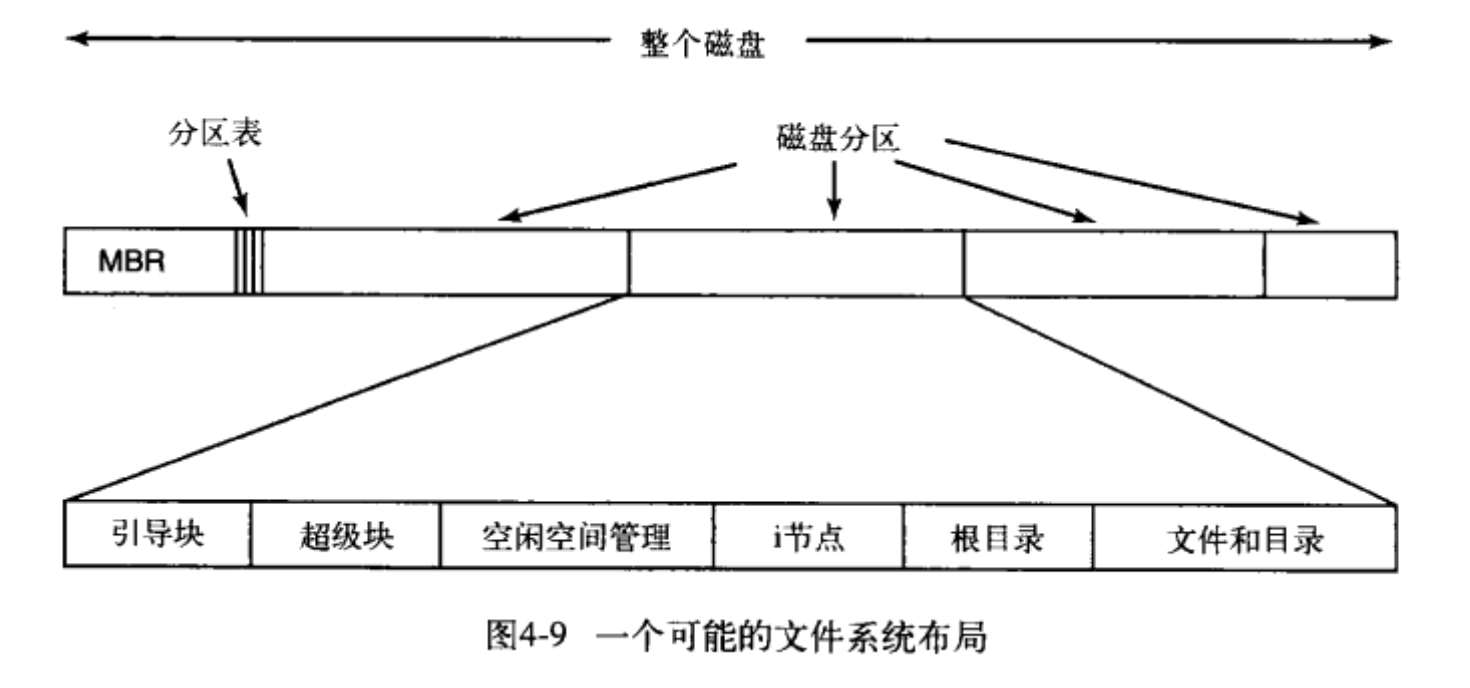 整个磁盘
分区表
磁盘分区
MBR
引导块
超级块
空闲空间管理
i节点
根目录
文件和目录
图4-9 一个可能的文件系统布局